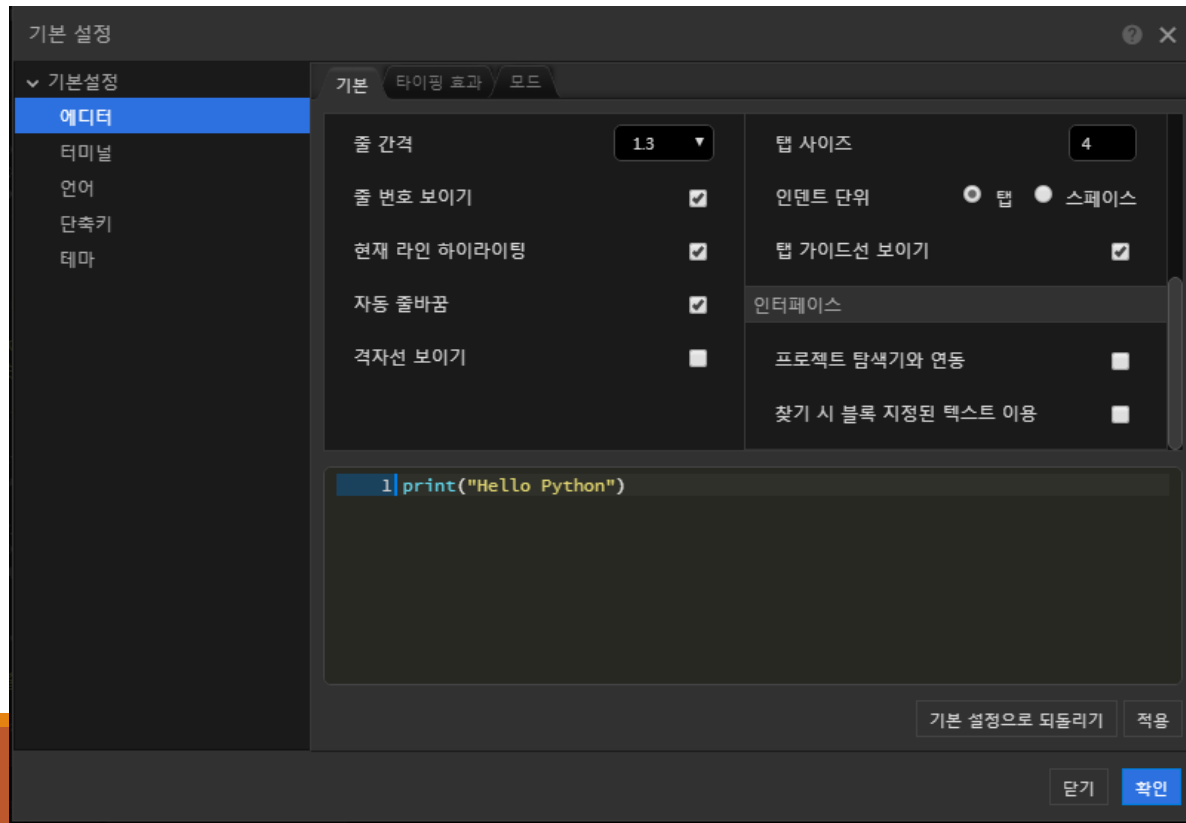 기본 설정
기본설정
에디터
터미널
언어
단축키
테마
기본 타이핑 효과 모드
줄 간격 1.3
줄 번호 보이기
현재 라인 하이라이팅
자동 줄바꿈
격자선 보이기
탭 사이즈 4
인덴트 단위 탭 스페이스
탭 가이드선 보이기
인터페이스
프로젝트 탐색기와 연동
찾기 시 블록 지정된 텍스트 이용
1 print("Hello Python")
기본 설정으로 되돌리기 적용
닫기 확인